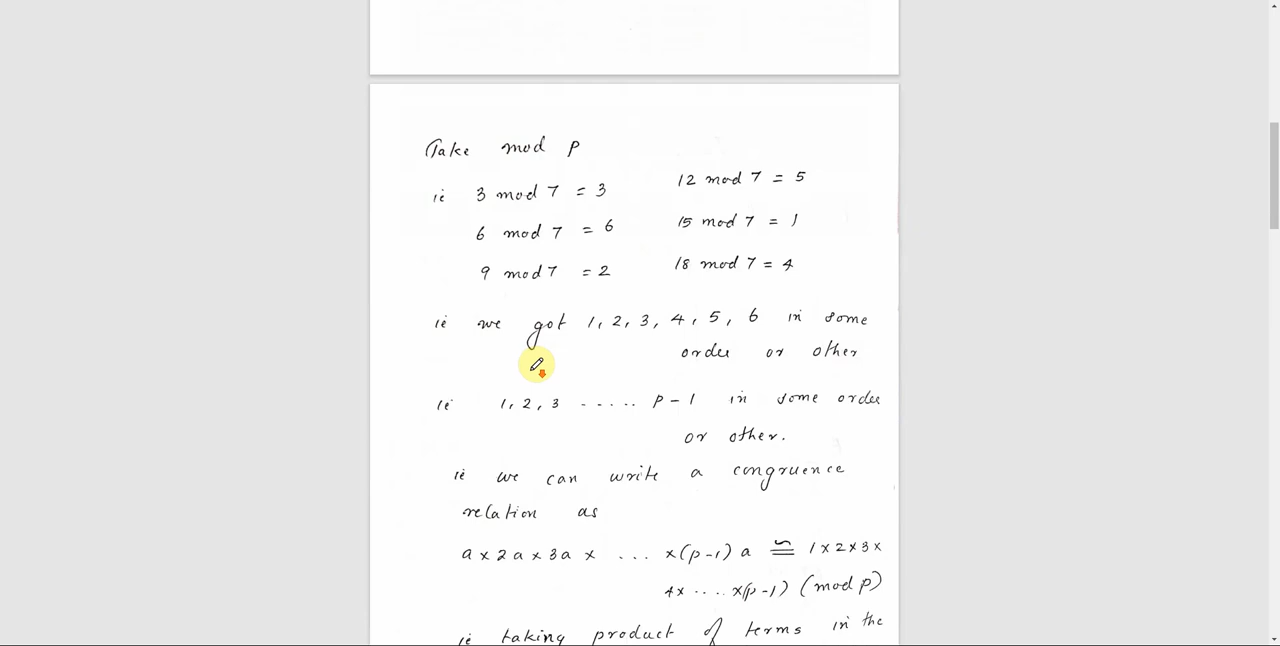 Take mod p
ie 3 mod 7 = 3 12 mod 7 = 5
6 mod 7 = 6 15 mod 7 = 1
9 mod 7 = 2 18 mod 7 = 4
ie we got 1, 2, 3, 4, 5, 6 in some
order or other
ie 1, 2, 3 ..... p - 1 in some order
or other.
ie we can write a congruence
relation as
a x 2a x 3a x ... x (p-1) a ≌ 1 x 2 x 3 x
4x .... x(p-1) (mod p)
ie taking product of terms in the